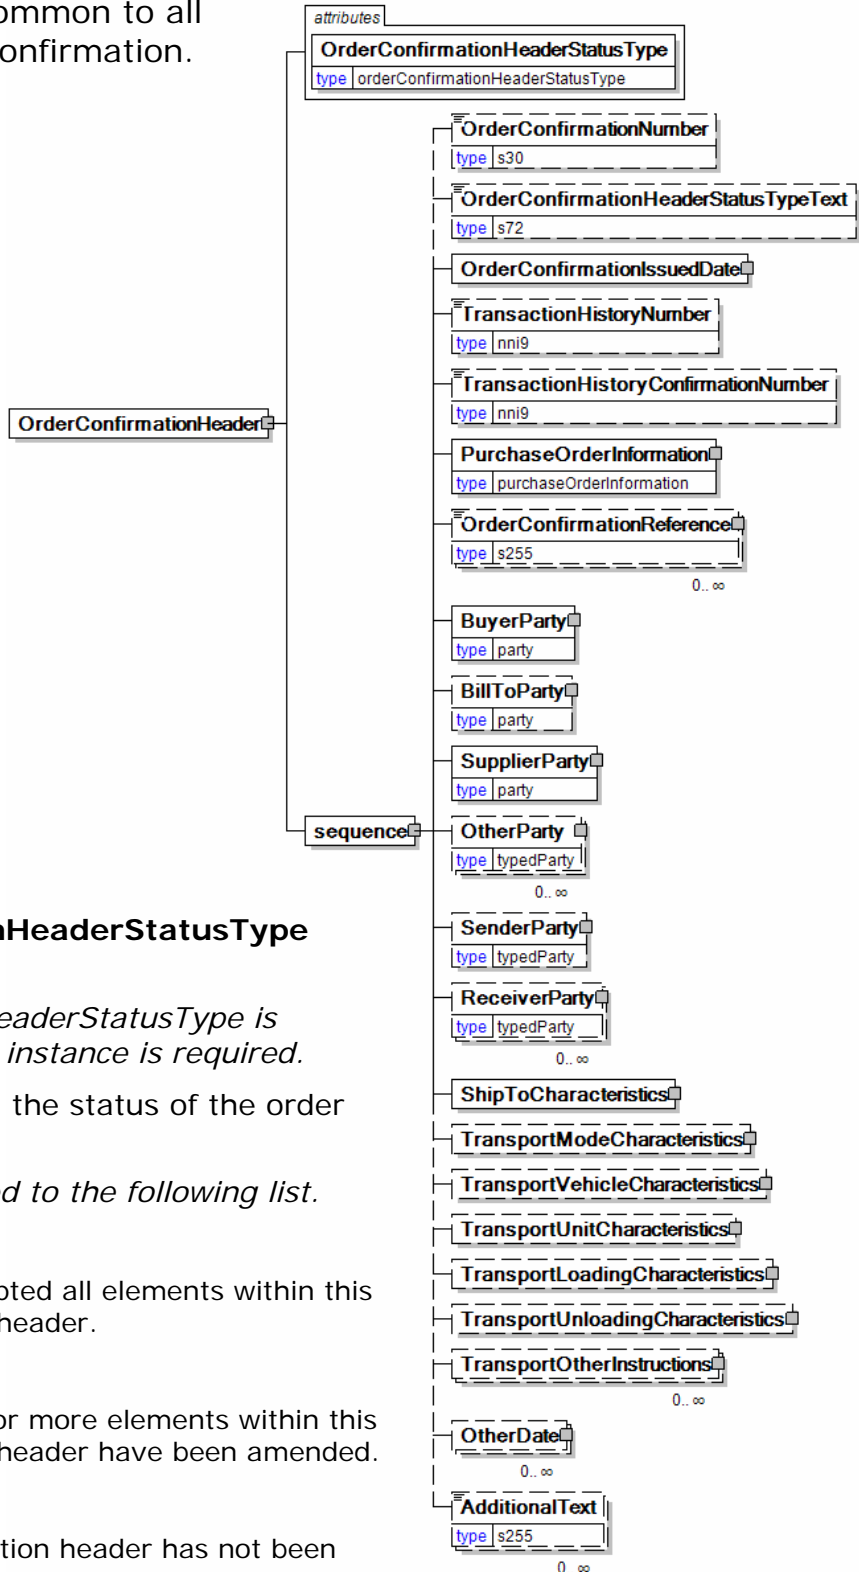 ommon to all
onfirmation.
attributes
OrderConfirmationHeaderStatusType
type orderConfirmationHeaderStatusType
OrderConfirmationNumber
type s30
OrderConfirmationHeaderStatusTypeText
type s72
OrderConfirmationIssuedDate
TransactionHistoryNumber
type nni9
TransactionHistoryConfirmationNumber
type nni9
OrderConfirmationHeader
PurchaseOrderInformation
type purchaseOrderInformation
OrderConfirmationReference
type s255
0..∞
BuyerParty
type party
BillToParty
type party
SupplierParty
type party
sequence
OtherParty
type typedParty
0..∞
nHeaderStatusType
SenderParty
type typedParty
eaderStatusType is
instance is required.
ReceiverParty
type typedParty
0..∞
the status of the order
ShipToCharacteristics
TransportModeCharacteristics
d to the following list.
TransportVehicleCharacteristics
TransportUnitCharacteristics
TransportLoadingCharacteristics
pted all elements within this
header.
TransportUnloadingCharacteristics
TransportOtherInstructions
0..∞
or more elements within this
header have been amended.
OtherDate
0..∞
AdditionalText
type s255
tion header has not been
0..∞